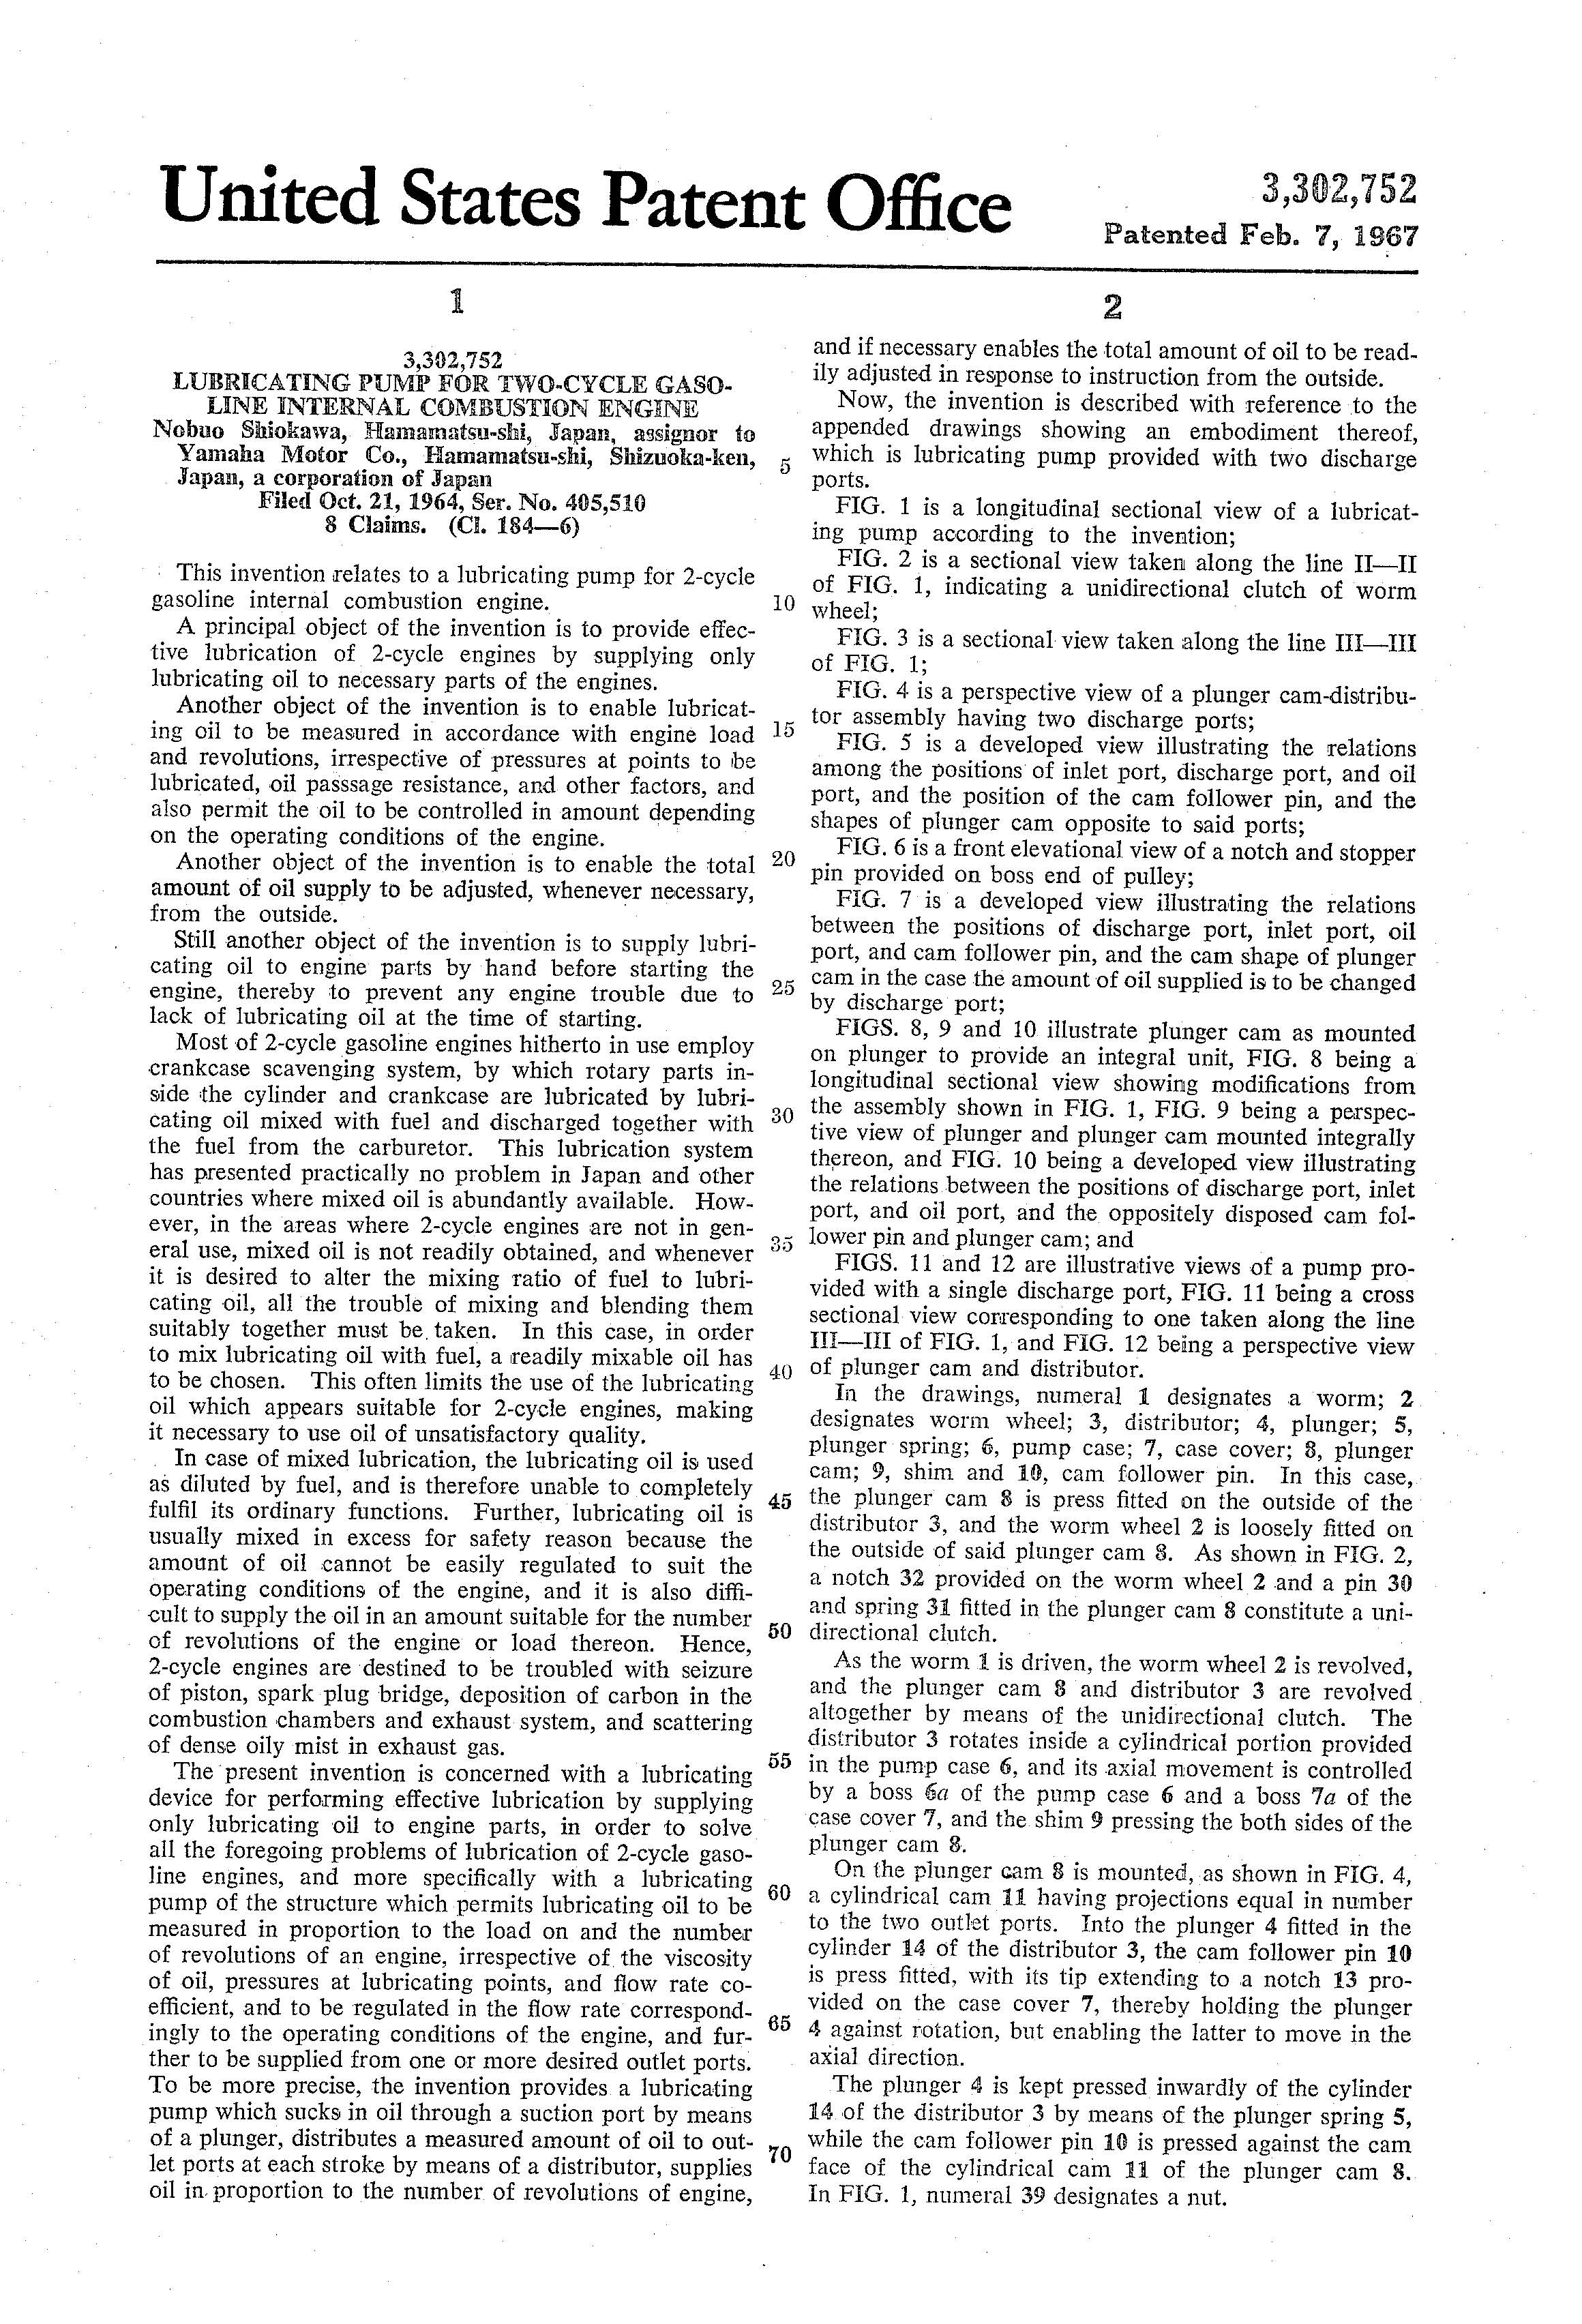 United States Patent Office
3,302,752
Patented Feb. 7, 1967
1
3,302,752
LUBRICATING PUMP FOR TWO-CYCLE GASO-
LINE INTERNAL COMBUSTION ENGINE
Nobuo Shiokawa, Hamamatsu-shi, Japan, assignor to
Yamaha Motor Co., Hamamatsu-shi, Shizuoka-ken,
Japan, a corporation of Japan
Filed Oct. 21, 1964, Ser. No. 405,510
8 Claims. (Cl. 184—6)
This invention relates to a lubricating pump for 2-cycle
gasoline internal combustion engine.
A principal object of the invention is to provide effec-
tive lubrication of 2-cycle engines by supplying only
lubricating oil to necessary parts of the engines.
Another object of the invention is to enable lubricat-
ing oil to be measured in accordance with engine load
and revolutions, irrespective of pressures at points to be
lubricated, oil passsage resistance, and other factors, and
also permit the oil to be controlled in amount depending
on the operating conditions of the engine.
Another object of the invention is to enable the total
amount of oil supply to be adjusted, whenever necessary,
from the outside.
Still another object of the invention is to supply lubri-
cating oil to engine parts by hand before starting the
engine, thereby to prevent any engine trouble due to
lack of lubricating oil at the time of starting.
Most of 2-cycle gasoline engines hitherto in use employ
crankcase scavenging system, by which rotary parts in-
side the cylinder and crankcase are lubricated by lubri-
cating oil mixed with fuel and discharged together with
the fuel from the carburetor. This lubrication system
has presented practically no problem in Japan and other
countries where mixed oil is abundantly available. How-
ever, in the areas where 2-cycle engines are not in gen-
eral use, mixed oil is not readily obtained, and whenever
it is desired to alter the mixing ratio of fuel to lubri-
cating oil, all the trouble of mixing and blending them
suitably together must be taken. In this case, in order
to mix lubricating oil with fuel, a readily mixable oil has
to be chosen. This often limits the use of the lubricating
oil which appears suitable for 2-cycle engines, making
it necessary to use oil of unsatisfactory quality.
In case of mixed lubrication, the lubricating oil is used
as diluted by fuel, and is therefore unable to completely
fulfil its ordinary functions. Further, lubricating oil is
usually mixed in excess for safety reason because the
amount of oil cannot be easily regulated to suit the
operating conditions of the engine, and it is also diffi-
cult to supply the oil in an amount suitable for the number
of revolutions of the engine or load thereon. Hence,
2-cycle engines are destined to be troubled with seizure
of piston, spark plug bridge, deposition of carbon in the
combustion chambers and exhaust system, and scattering
of dense oily mist in exhaust gas.
The present invention is concerned with a lubricating
device for performing effective lubrication by supplying
only lubricating oil to engine parts, in order to solve
all the foregoing problems of lubrication of 2-cycle gaso-
line engines, and more specifically with a lubricating
pump of the structure which permits lubricating oil to be
measured in proportion to the load on and the number
of revolutions of an engine, irrespective of the viscosity
of oil, pressures at lubricating points, and flow rate co-
efficient, and to be regulated in the flow rate correspond-
ingly to the operating conditions of the engine, and fur-
ther to be supplied from one or more desired outlet ports.
To be more precise, the invention provides a lubricating
pump which sucks in oil through a suction port by means
of a plunger, distributes a measured amount of oil to out-
let ports at each stroke by means of a distributor, supplies
oil in proportion to the number of revolutions of engine,
5
10
15
20
25
30
35
40
45
50
55
60
65
70
2
and if necessary enables the total amount of oil to be read-
ily adjusted in response to instruction from the outside.
Now, the invention is described with reference to the
appended drawings showing an embodiment thereof,
which is lubricating pump provided with two discharge
ports.
FIG. 1 is a longitudinal sectional view of a lubricat-
ing pump according to the invention;
FIG. 2 is a sectional view taken along the line II—II
of FIG. 1, indicating a unidirectional clutch of worm
wheel;
FIG. 3 is a sectional view taken along the line III—III
of FIG. 1;
FIG. 4 is a perspective view of a plunger cam-distribu-
tor assembly having two discharge ports;
FIG. 5 is a developed view illustrating the relations
among the positions of inlet port, discharge port, and oil
port, and the position of the cam follower pin, and the
shapes of plunger cam opposite to said ports;
FIG. 6 is a front elevational view of a notch and stopper
pin provided on boss end of pulley;
FIG. 7 is a developed view illustrating the relations
between the positions of discharge port, inlet port, oil
port, and cam follower pin, and the cam shape of plunger
cam in the case the amount of oil supplied is to be changed
by discharge port;
FIGS. 8, 9 and 10 illustrate plunger cam as mounted
on plunger to provide an integral unit, FIG. 8 being a
longitudinal sectional view showing modifications from
the assembly shown in FIG. 1, FIG. 9 being a perspec-
tive view of plunger and plunger cam mounted integrally
thereon, and FIG. 10 being a developed view illustrating
the relations between the positions of discharge port, inlet
port, and oil port, and the oppositely disposed cam fol-
lower pin and plunger cam; and
FIGS. 11 and 12 are illustrative views of a pump pro-
vided with a single discharge port, FIG. 11 being a cross
sectional view corresponding to one taken along the line
III—III of FIG. 1, and FIG. 12 being a perspective view
of plunger cam and distributor.
In the drawings, numeral 1 designates a worm; 2
designates worm wheel; 3, distributor; 4, plunger; 5,
plunger spring; 6, pump case; 7, case cover; 8, plunger
cam; 9, shim and 10, cam follower pin. In this case,
the plunger cam 8 is press fitted on the outside of the
distributor 3, and the worm wheel 2 is loosely fitted on
the outside of said plunger cam 8. As shown in FIG. 2,
a notch 32 provided on the worm wheel 2 and a pin 30
and spring 31 fitted in the plunger cam 8 constitute a uni-
directional clutch.
As the worm 1 is driven, the worm wheel 2 is revolved,
and the plunger cam 8 and distributor 3 are revolved
altogether by means of the unidirectional clutch. The
distributor 3 rotates inside a cylindrical portion provided
in the pump case 6, and its axial movement is controlled
by a boss 6a of the pump case 6 and a boss 7a of the
case cover 7, and the shim 9 pressing the both sides of the
plunger cam 8.
On the plunger cam 8 is mounted, as shown in FIG. 4,
a cylindrical cam 11 having projections equal in number
to the two outlet ports. Into the plunger 4 fitted in the
cylinder 14 of the distributor 3, the cam follower pin 10
is press fitted, with its tip extending to a notch 13 pro-
vided on the case cover 7, thereby holding the plunger
4 against rotation, but enabling the latter to move in the
axial direction.
The plunger 4 is kept pressed inwardly of the cylinder
14 of the distributor 3 by means of the plunger spring 5,
while the cam follower pin 10 is pressed against the cam
face of the cylindrical cam 11 of the plunger cam 8.
In FIG. 1, numeral 39 designates a nut.